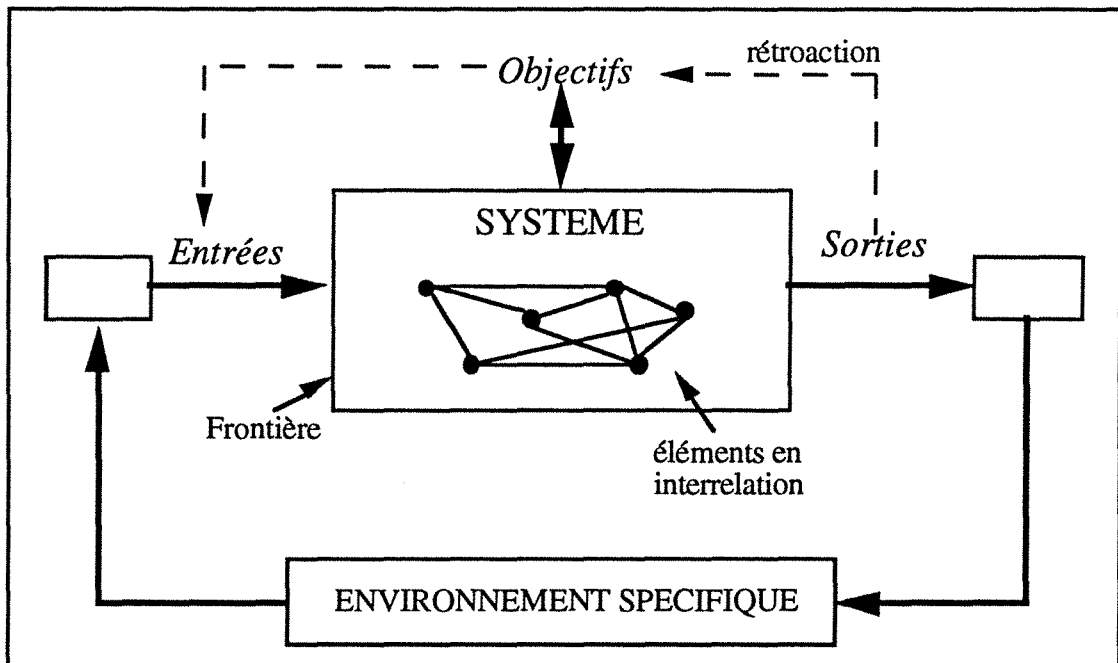 rétroaction
Objectifs
SYSTEME
Entrées
Sorties
Frontière
éléments en
interrelation
ENVIRONNEMENT SPECIFIQUE